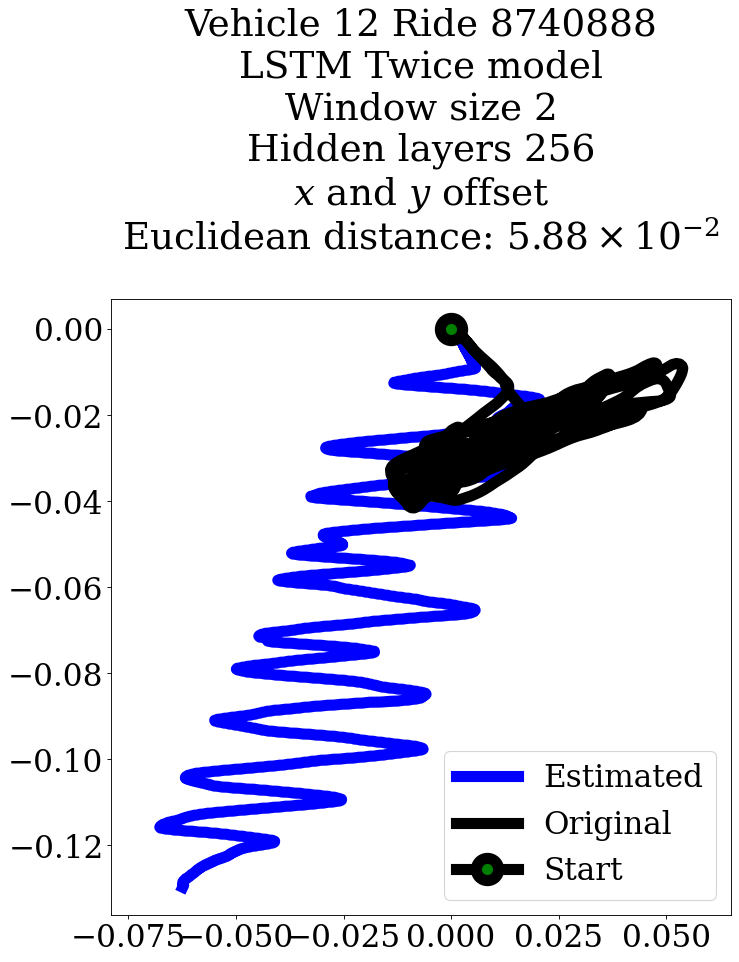 Vehicle 12 Ride 8740888
LSTM Twice model
Window size 2
Hidden layers 256
x and y offset
Euclidean distance: 5.88 × 10⁻²
0.00
−0.02
−0.04
−0.06
−0.08
−0.10
−0.12
Estimated
Original
Start
−0.075 −0.050 −0.025 0.000 0.025 0.050